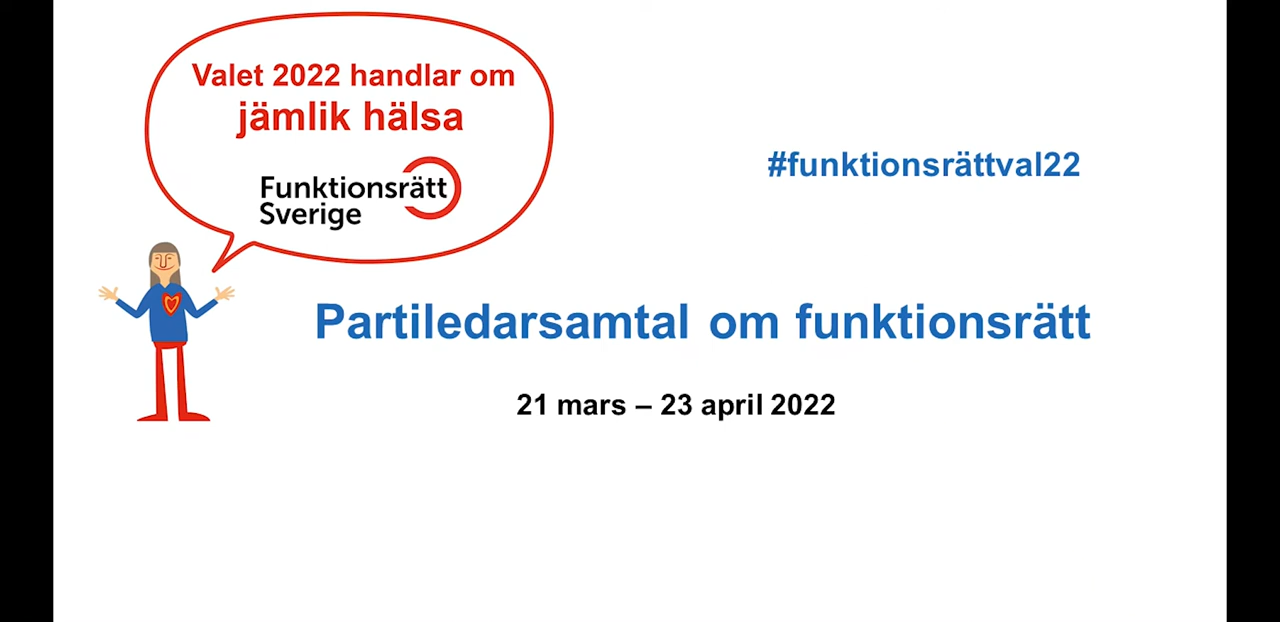 Valet 2022 handlar om
jämlik hälsa
Funktionsrätt
Sverige
#funktionsrättval22
Partiledarsamtal om funktionsrätt
21 mars – 23 april 2022